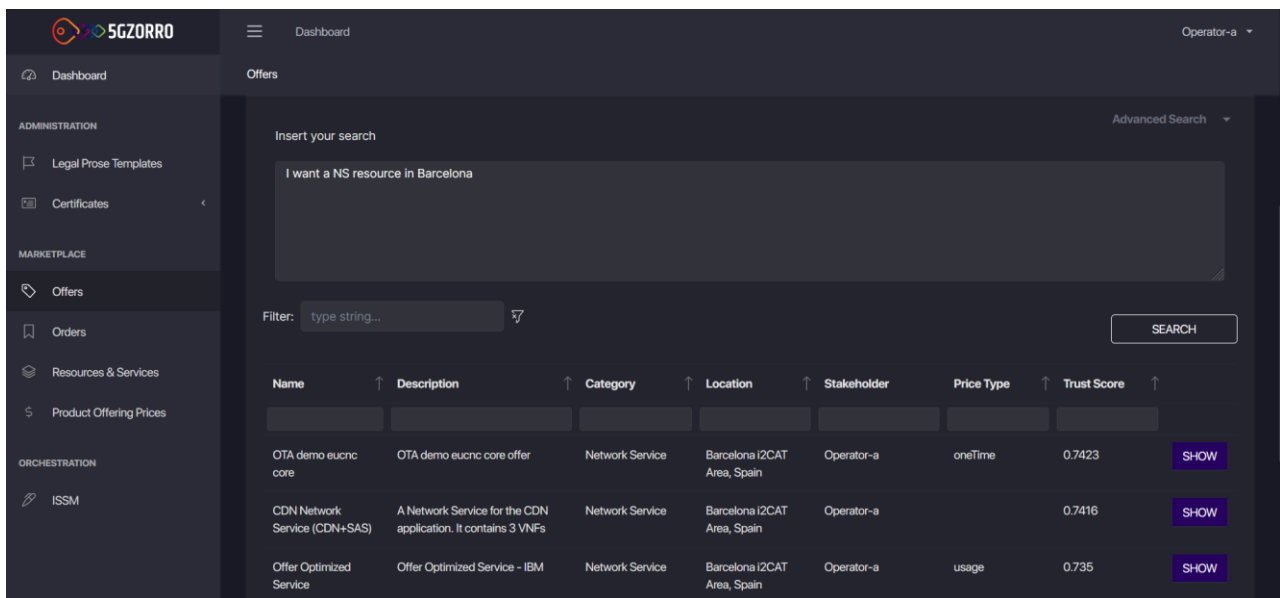 5GZORRO
Dashboard
Operator-a
Dashboard
Offers
ADMINISTRATION
Legal Prose Templates
Certificates
MARKETPLACE
Offers
Orders
Resources & Services
$ Product Offering Prices
ORCHESTRATION
ISSM
Advanced Search
Insert your search
I want a NS resource in Barcelona
Filter: type string...
SEARCH
Name Description Category Location Stakeholder Price Type Trust Score
OTA demo eucnc OTA demo eucnc core offer Network Service Barcelona i2CAT Operator-a oneTime 0.7423 SHOW
core Area, Spain
CDN Network A Network Service for the CDN Network Service Barcelona i2CAT Operator-a 0.7416 SHOW
Service (CDN+SAS) application. It contains 3 VNFs Area, Spain
Offer Optimized Offer Optimized Service - IBM Network Service Barcelona i2CAT Operator-a usage 0.735 SHOW
Service Area, Spain